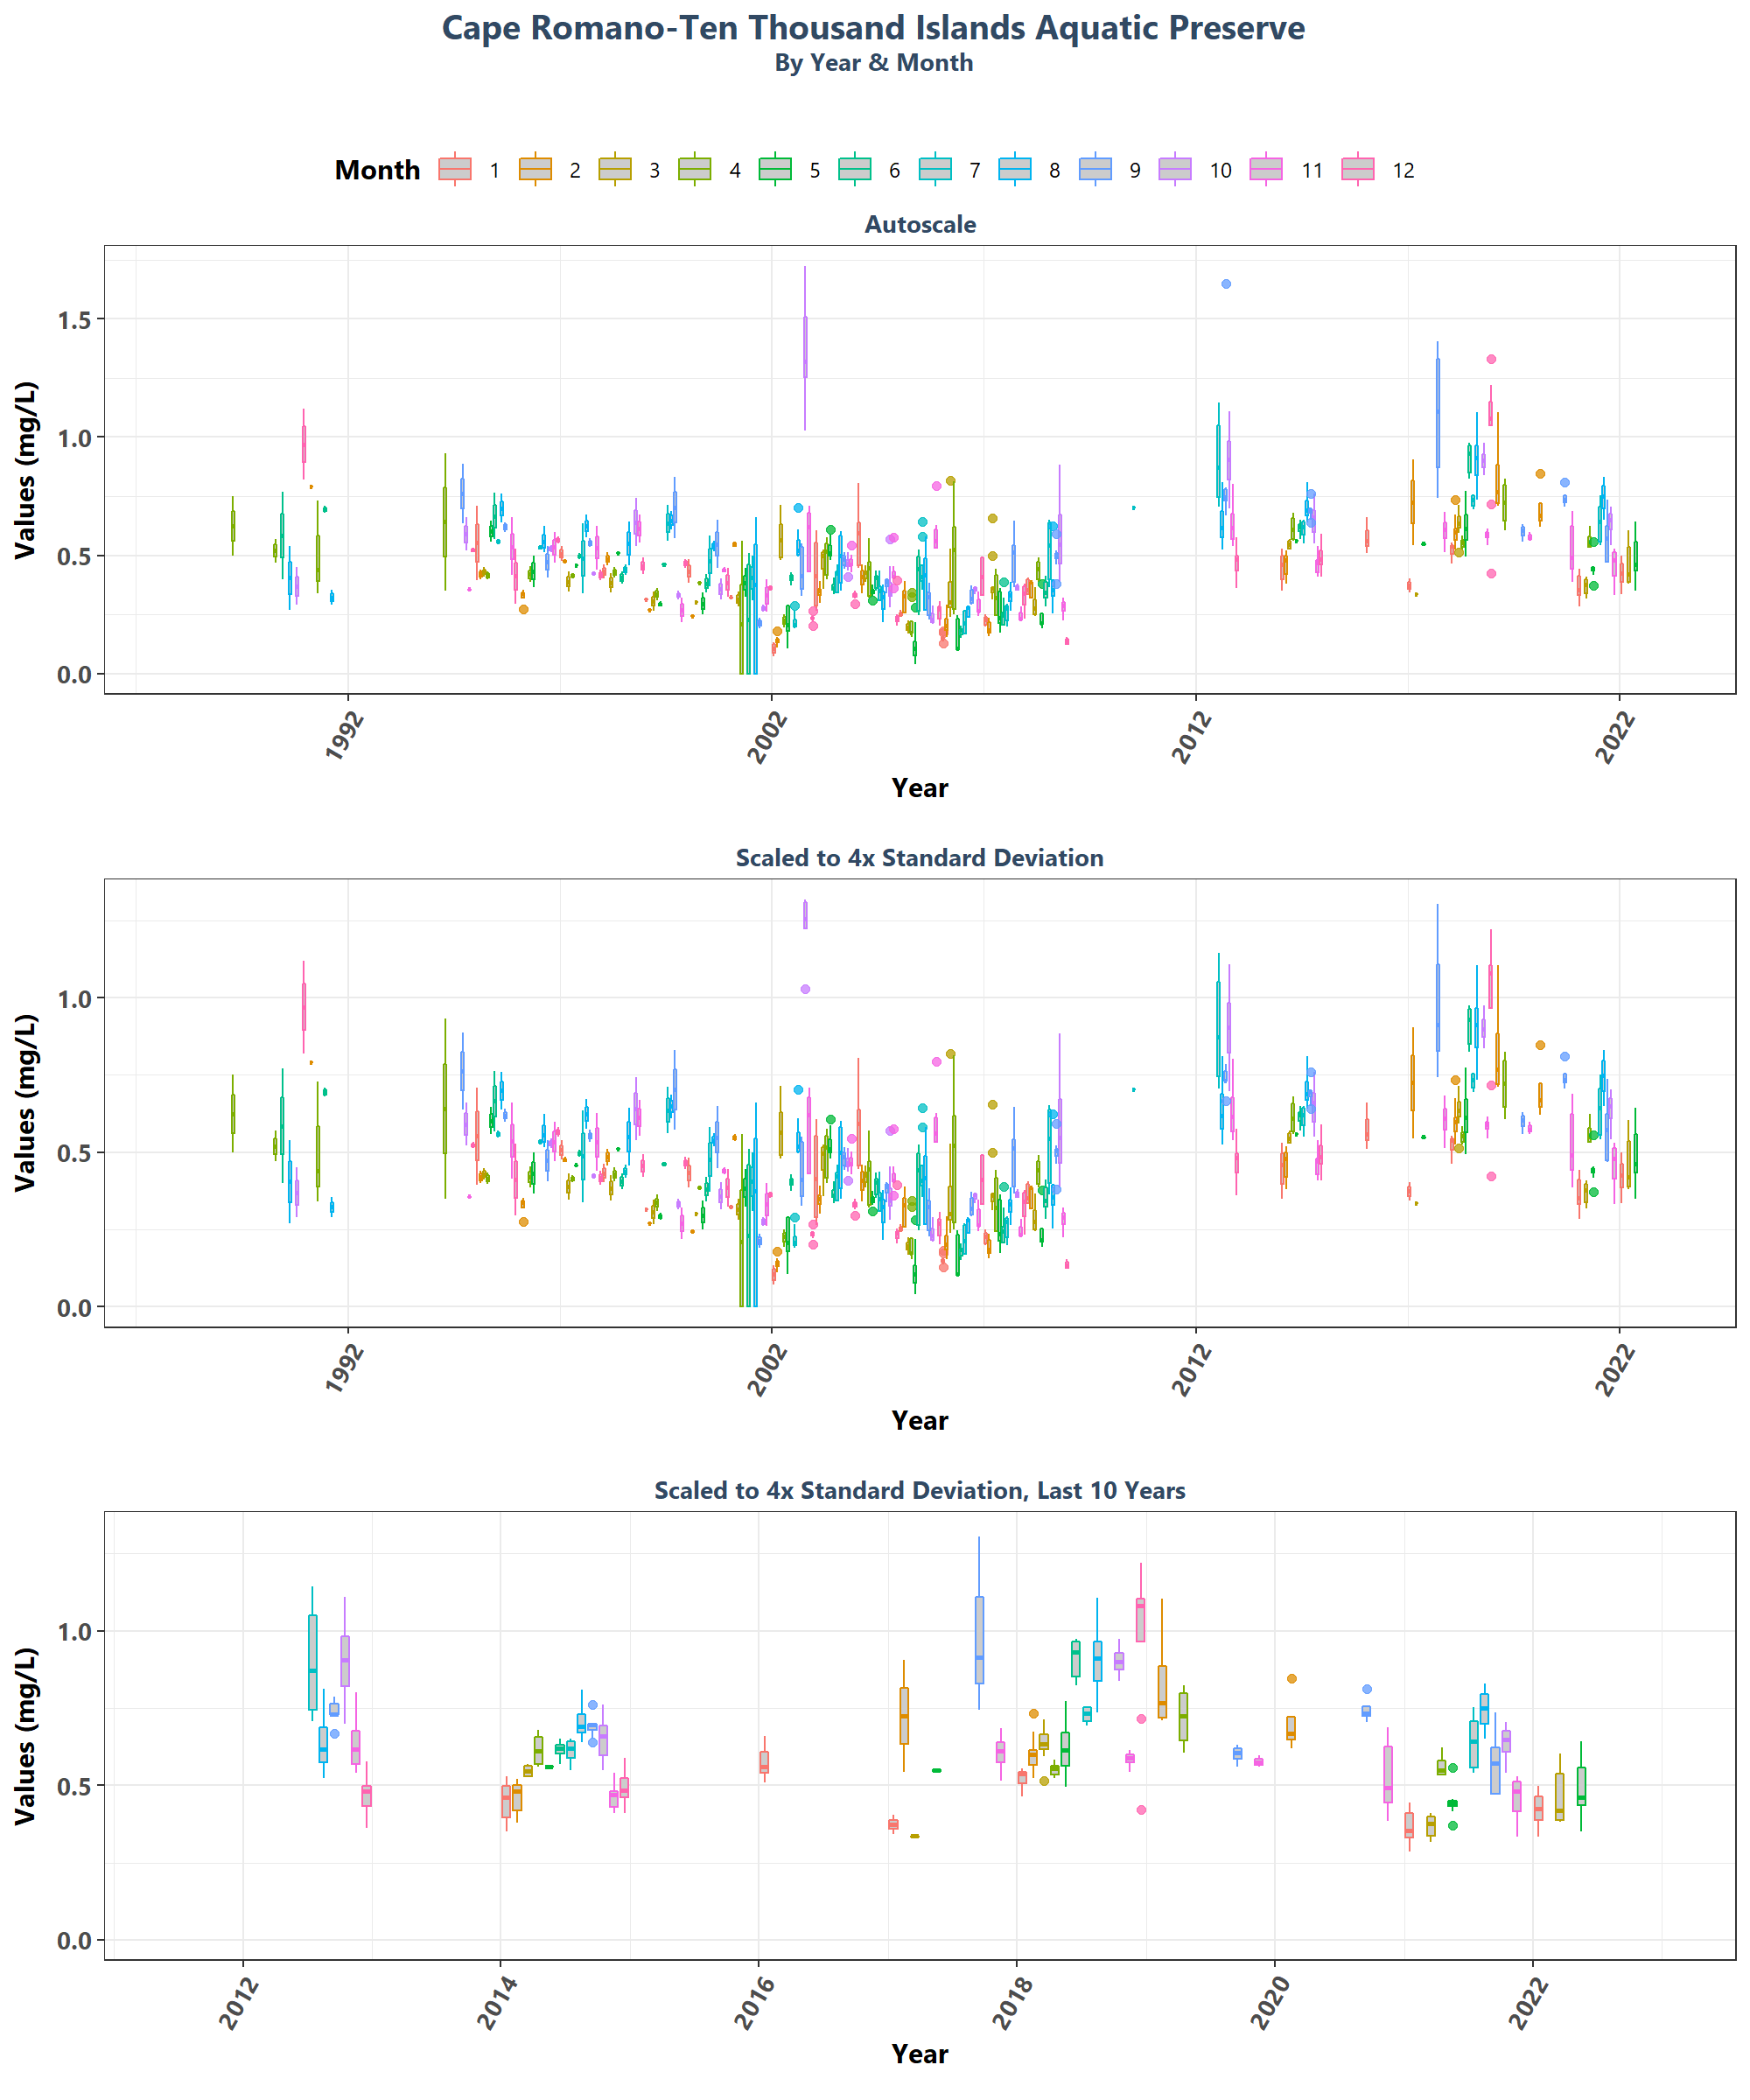 Cape Romano-Ten Thousand Islands Aquatic Preserve
By Year & Month
Month 1 2 3 4 5 6 7 8 9 10 11 12
Autoscale
Values (mg/L)
1.5
1.0
0.5
0.0
1992 2002 2012 2022
Year
Scaled to 4x Standard Deviation
Values (mg/L)
1.0
0.5
0.0
1992 2002 2012 2022
Year
Scaled to 4x Standard Deviation, Last 10 Years
Values (mg/L)
1.0
0.5
0.0
2012 2014 2016 2018 2020 2022
Year